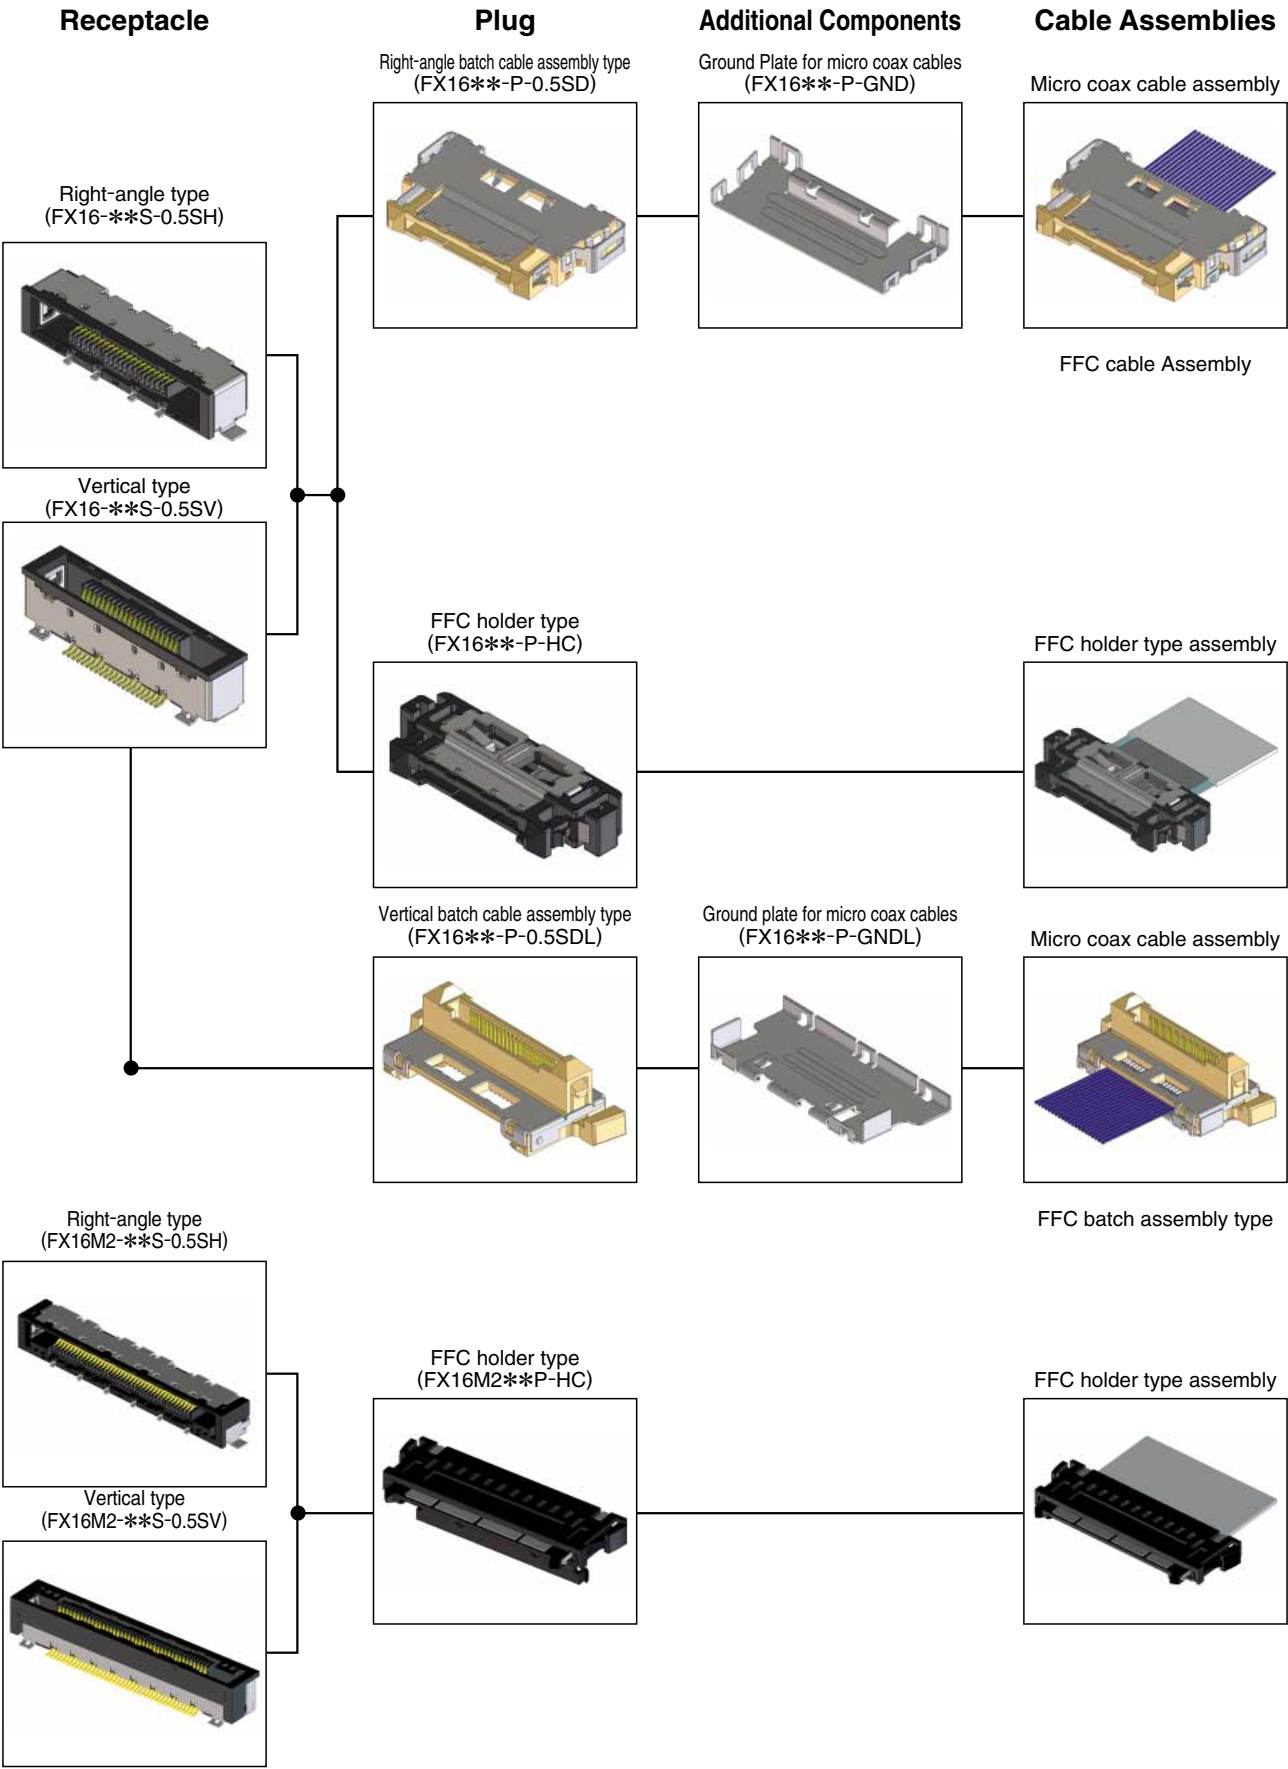 Receptacle
Plug
Additional Components
Cable Assemblies
Right-angle batch cable assembly type
(FX16**-P-0.5SD)
Ground Plate for micro coax cables
(FX16**-P-GND)
Micro coax cable assembly
Right-angle type
(FX16-**S-0.5SH)
FFC cable Assembly
Vertical type
(FX16-**S-0.5SV)
FFC holder type
(FX16**-P-HC)
FFC holder type assembly
Vertical batch cable assembly type
(FX16**-P-0.5SDL)
Ground plate for micro coax cables
(FX16**-P-GNDL)
Micro coax cable assembly
Right-angle type
(FX16M2-**S-0.5SH)
FFC batch assembly type
FFC holder type
(FX16M2**P-HC)
FFC holder type assembly
Vertical type
(FX16M2-**S-0.5SV)